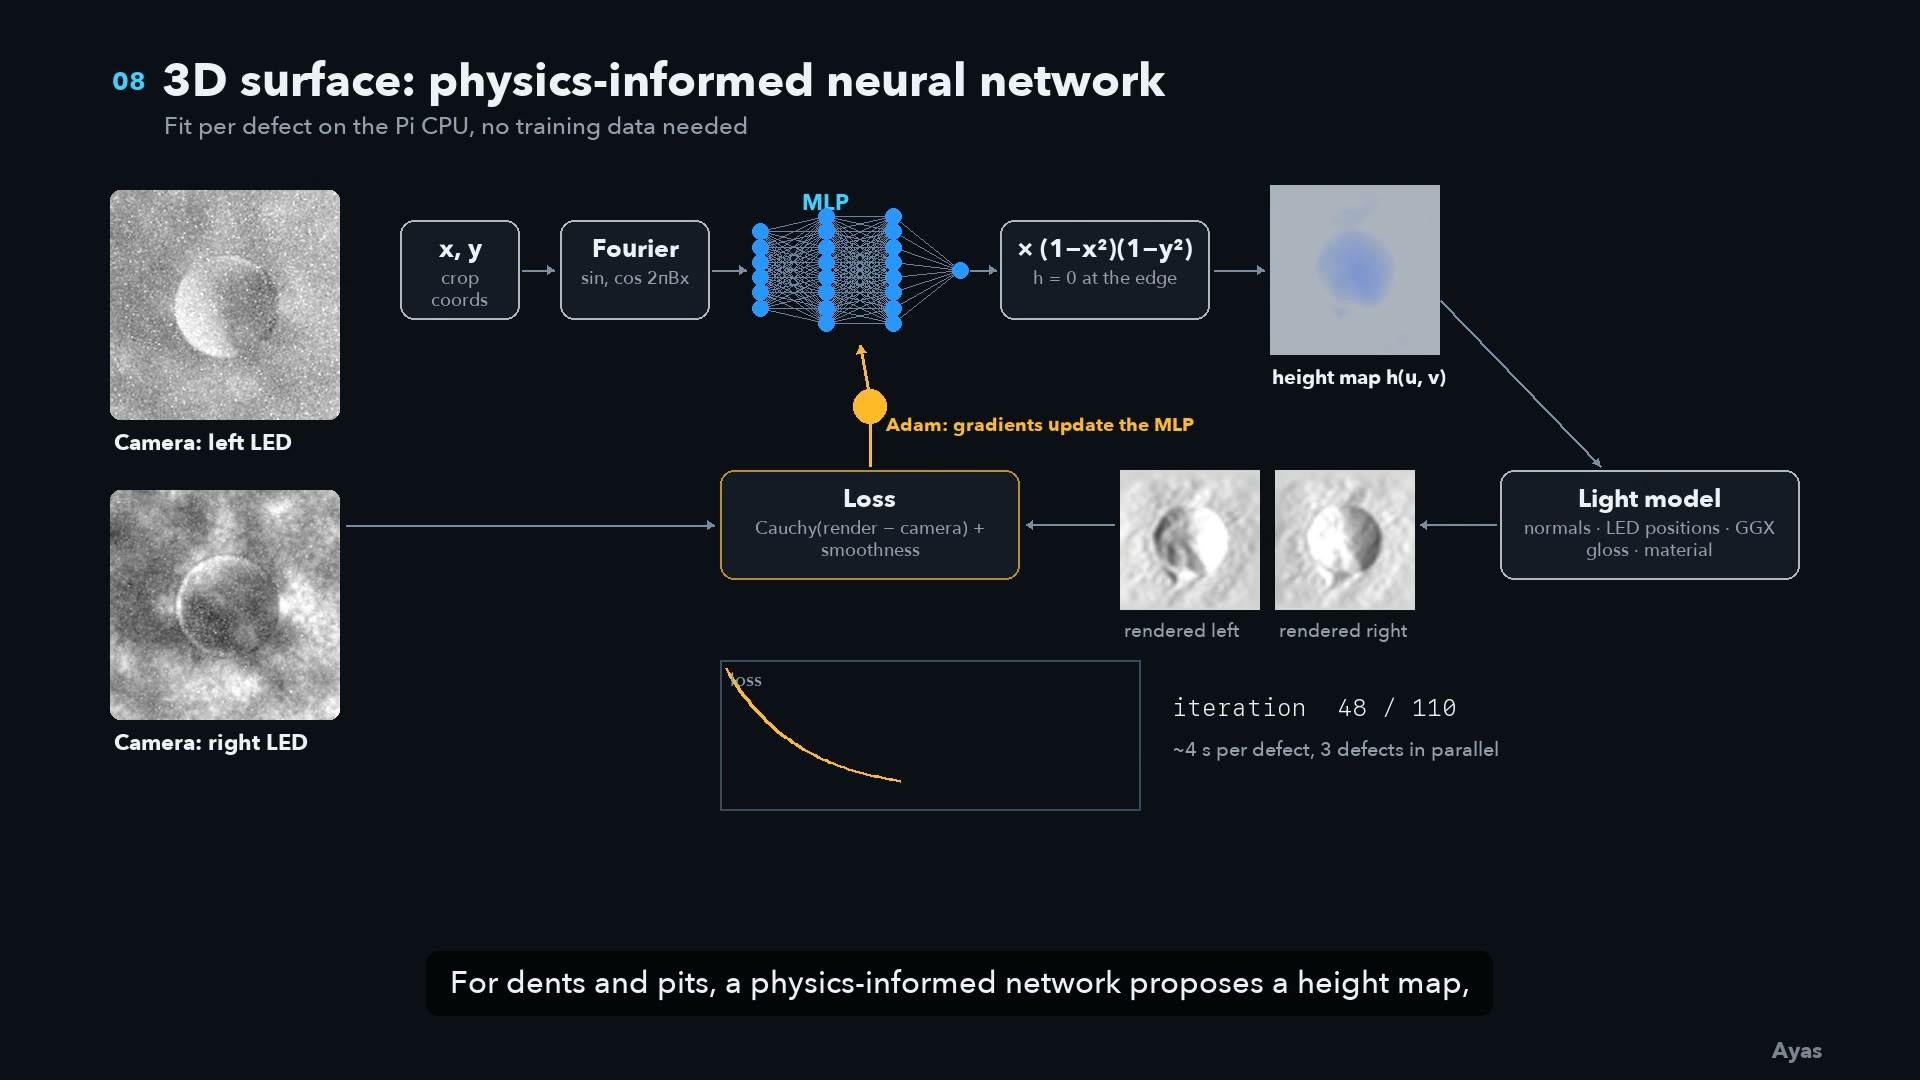 08 3D surface: physics-informed neural network
Fit per defect on the Pi CPU, no training data needed
Camera: left LED
Camera: right LED
x, y
crop
coords
Fourier
sin, cos 2πBx
MLP
× (1−x²)(1−y²)
h = 0 at the edge
height map h(u, v)
Adam: gradients update the MLP
Loss
Cauchy(render − camera) +
smoothness
rendered left
rendered right
Light model
normals · LED positions · GGX
gloss · material
loss
iteration  48 / 110
~4 s per defect, 3 defects in parallel
For dents and pits, a physics-informed network proposes a height map,
Ayas